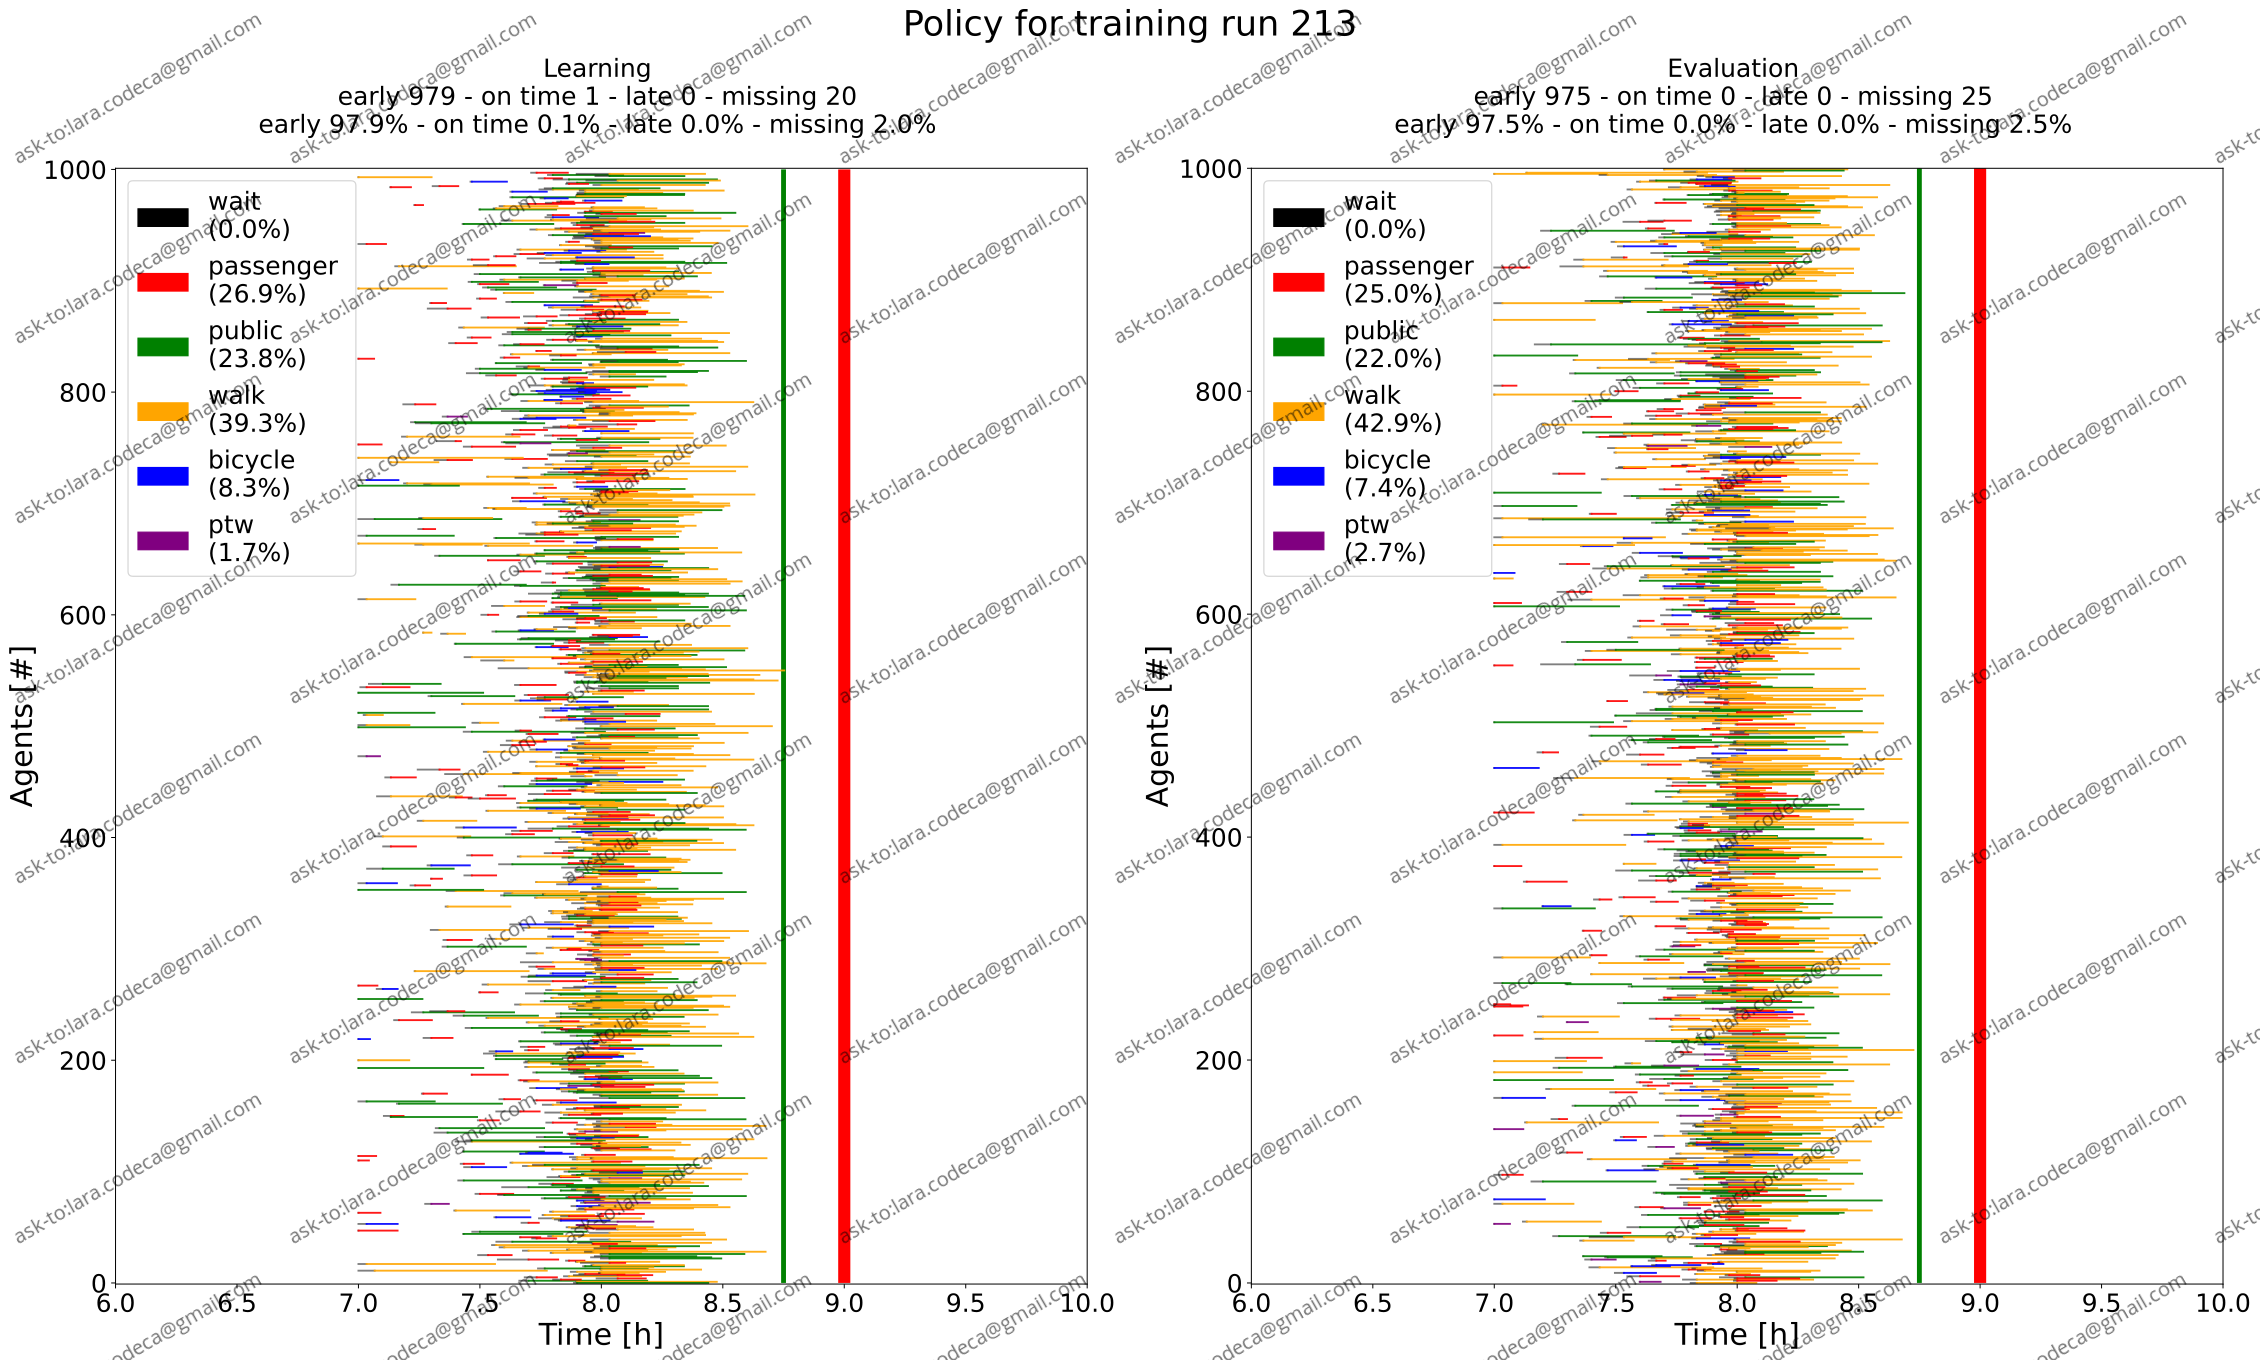 Policy for training run 213
Learning
early 979 - on time 1 - late 0 - missing 20
early 97.9% - on time 0.1% - late 0.0% - missing 2.0%
Agents [#]
1000
800
600
400
200
0
wait
(0.0%)
passenger
(26.9%)
public
(23.8%)
walk
(39.3%)
bicycle
(8.3%)
ptw
(1.7%)
6.0 6.5 7.0 7.5 8.0 8.5 9.0 9.5 10.0
Time [h]
Evaluation
early 975 - on time 0 - late 0 - missing 25
early 97.5% - on time 0.0% - late 0.0% - missing 2.5%
Agents [#]
1000
800
600
400
200
0
wait
(0.0%)
passenger
(25.0%)
public
(22.0%)
walk
(42.9%)
bicycle
(7.4%)
ptw
(2.7%)
6.0 6.5 7.0 7.5 8.0 8.5 9.0 9.5 10.0
Time [h]
ask-to:lara.codeca@gmail.com